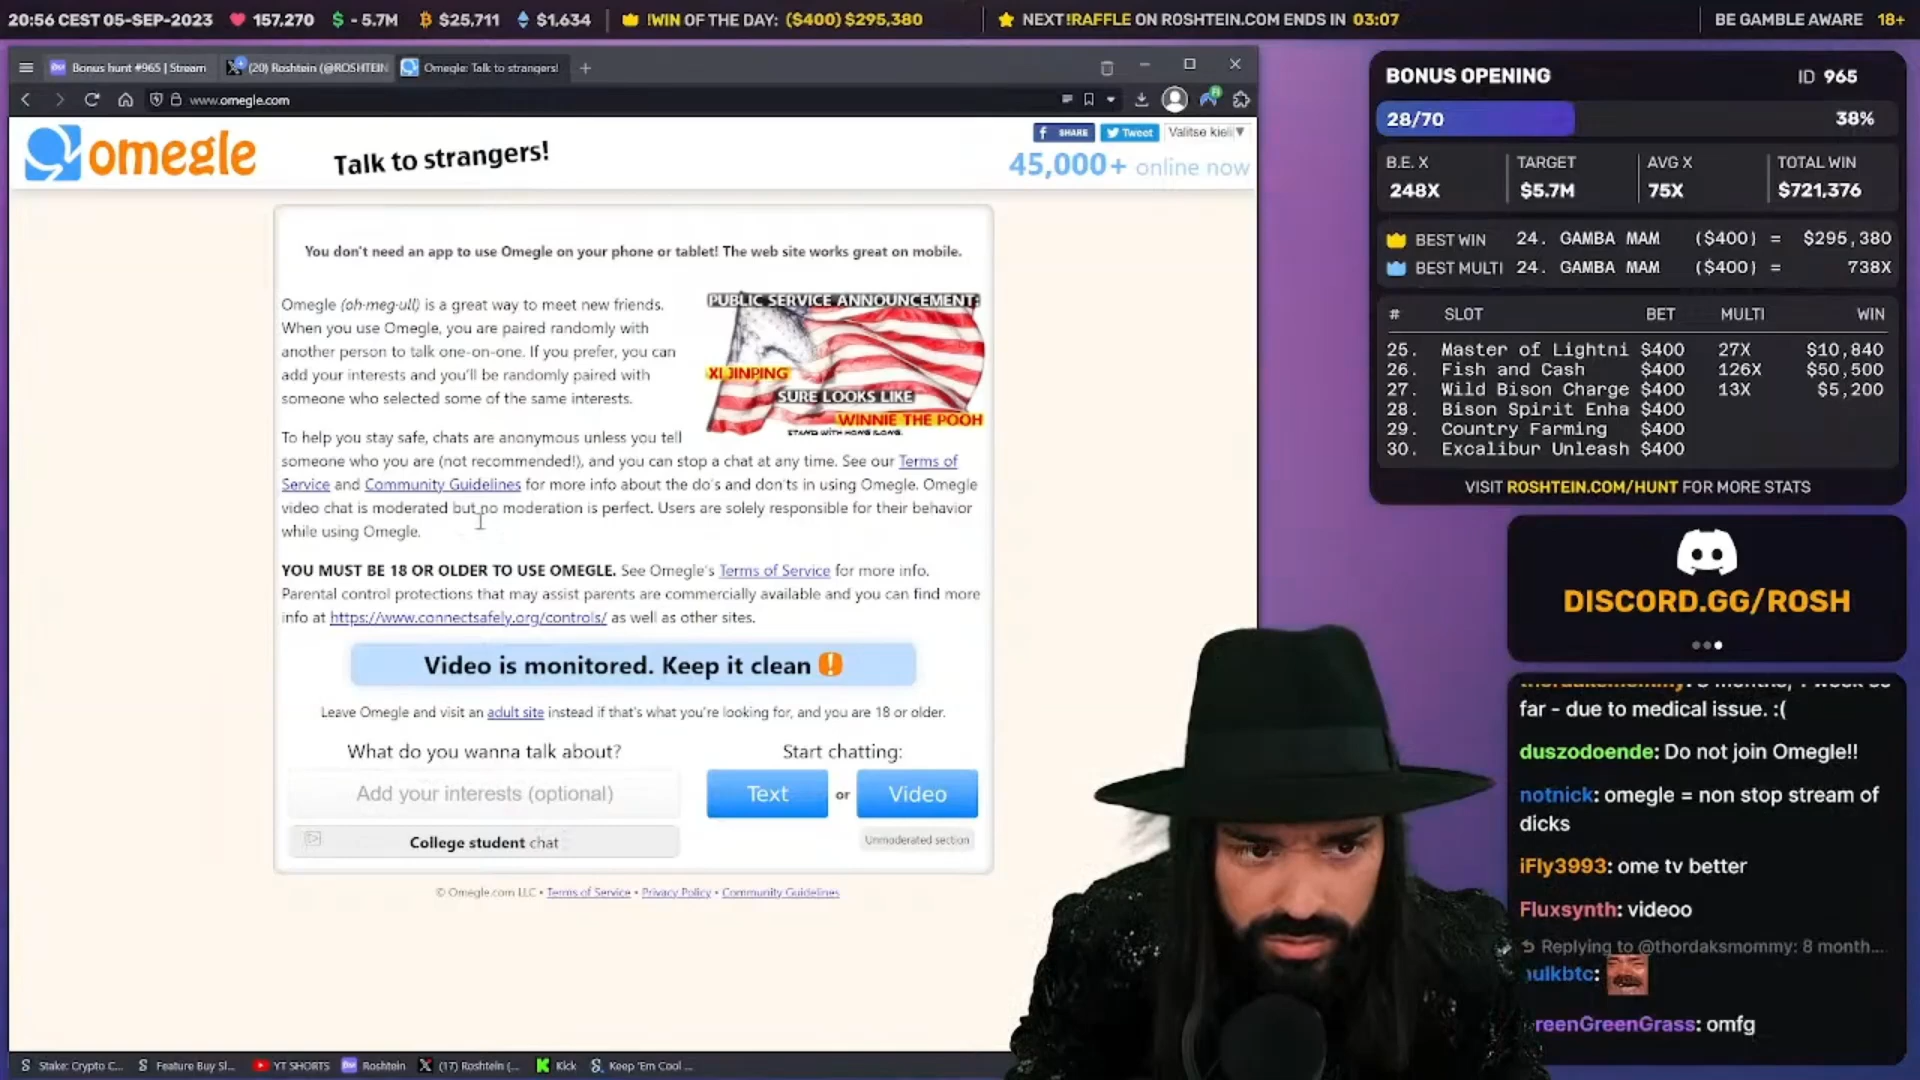 20:56 CEST 05-SEP-2023 157,270 $ - 5.7M $25,711 $1,634 !WIN OF THE DAY: ($400) $295,380 NEXT !RAFFLE ON ROSHTEIN.COM ENDS IN 03:07 BE GAMBLE AWARE 18+
Bonus hunt #965 | Stream (20) Roshtein (@ROSHTEIN Omegle: Talk to strangers!
www.omegle.com
omegle Talk to strangers!
SHARE Tweet Valitse kieli
45,000+ online now
You don't need an app to use Omegle on your phone or tablet! The web site works great on mobile.
Omegle (oh·meg·ull) is a great way to meet new friends.
When you use Omegle, you are paired randomly with
another person to talk one-on-one. If you prefer, you can
add your interests and you'll be randomly paired with
someone who selected some of the same interests.
PUBLIC SERVICE ANNOUNCEMENT:
XI JINPING
SURE LOOKS LIKE
WINNIE THE POOH
STAND WITH HONG KONG.
To help you stay safe, chats are anonymous unless you tell
someone who you are (not recommended!), and you can stop a chat at any time. See our Terms of
Service and Community Guidelines for more info about the do's and don'ts in using Omegle. Omegle
video chat is moderated but no moderation is perfect. Users are solely responsible for their behavior
while using Omegle.
YOU MUST BE 18 OR OLDER TO USE OMEGLE. See Omegle's Terms of Service for more info.
Parental control protections that may assist parents are commercially available and you can find more
info at https://www.connectsafely.org/controls/ as well as other sites.
Video is monitored. Keep it clean
Leave Omegle and visit an adult site instead if that's what you're looking for, and you are 18 or older.
What do you wanna talk about? Start chatting:
Add your interests (optional) Text or Video
College student chat Unmoderated section
© Omegle.com LLC • Terms of Service • Privacy Policy • Community Guidelines
Stake: Crypto C... Feature Buy Sl... YT SHORTS Roshtein (17) Roshtein (... Kick Keep 'Em Cool ...
BONUS OPENING ID 965
28/70 38%
B.E. X TARGET AVG X TOTAL WIN
248X $5.7M 75X $721,376
BEST WIN 24. GAMBA MAM ($400) = $295,380
BEST MULTI 24. GAMBA MAM ($400) = 738X
# SLOT BET MULTI WIN
25. Master of Lightni $400 27X $10,840
26. Fish and Cash $400 126X $50,500
27. Wild Bison Charge $400 13X $5,200
28. Bison Spirit Enha $400
29. Country Farming $400
30. Excalibur Unleash $400
VISIT ROSHTEIN.COM/HUNT FOR MORE STATS
DISCORD.GG/ROSH
far - due to medical issue. :(
duszodoende: Do not join Omegle!!
notnick: omegle = non stop stream of
dicks
iFly3993: ome tv better
Fluxsynth: videoo
Replying to @thordaksmommy: 8 month...
ulkbtc:
reenGreenGrass: omfg